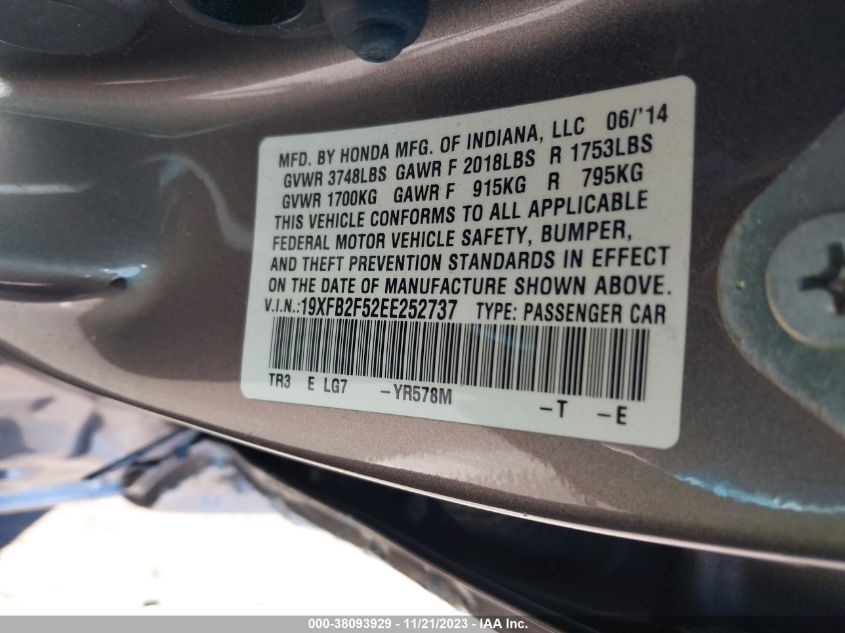 MFD. BY HONDA MFG. OF INDIANA, LLC 06/'14
GVWR 3748LBS GAWR F 2018LBS R 1753LBS
GVWR 1700KG GAWR F 915KG R 795KG
THIS VEHICLE CONFORMS TO ALL APPLICABLE
FEDERAL MOTOR VEHICLE SAFETY, BUMPER,
AND THEFT PREVENTION STANDARDS IN EFFECT
ON THE DATE OF MANUFACTURE SHOWN ABOVE.
V.I.N.:19XFB2F52EE252737 TYPE: PASSENGER CAR
TR3 E LG7 -YR578M -T -E
000-38093929 - 11/21/2023 - IAA Inc.